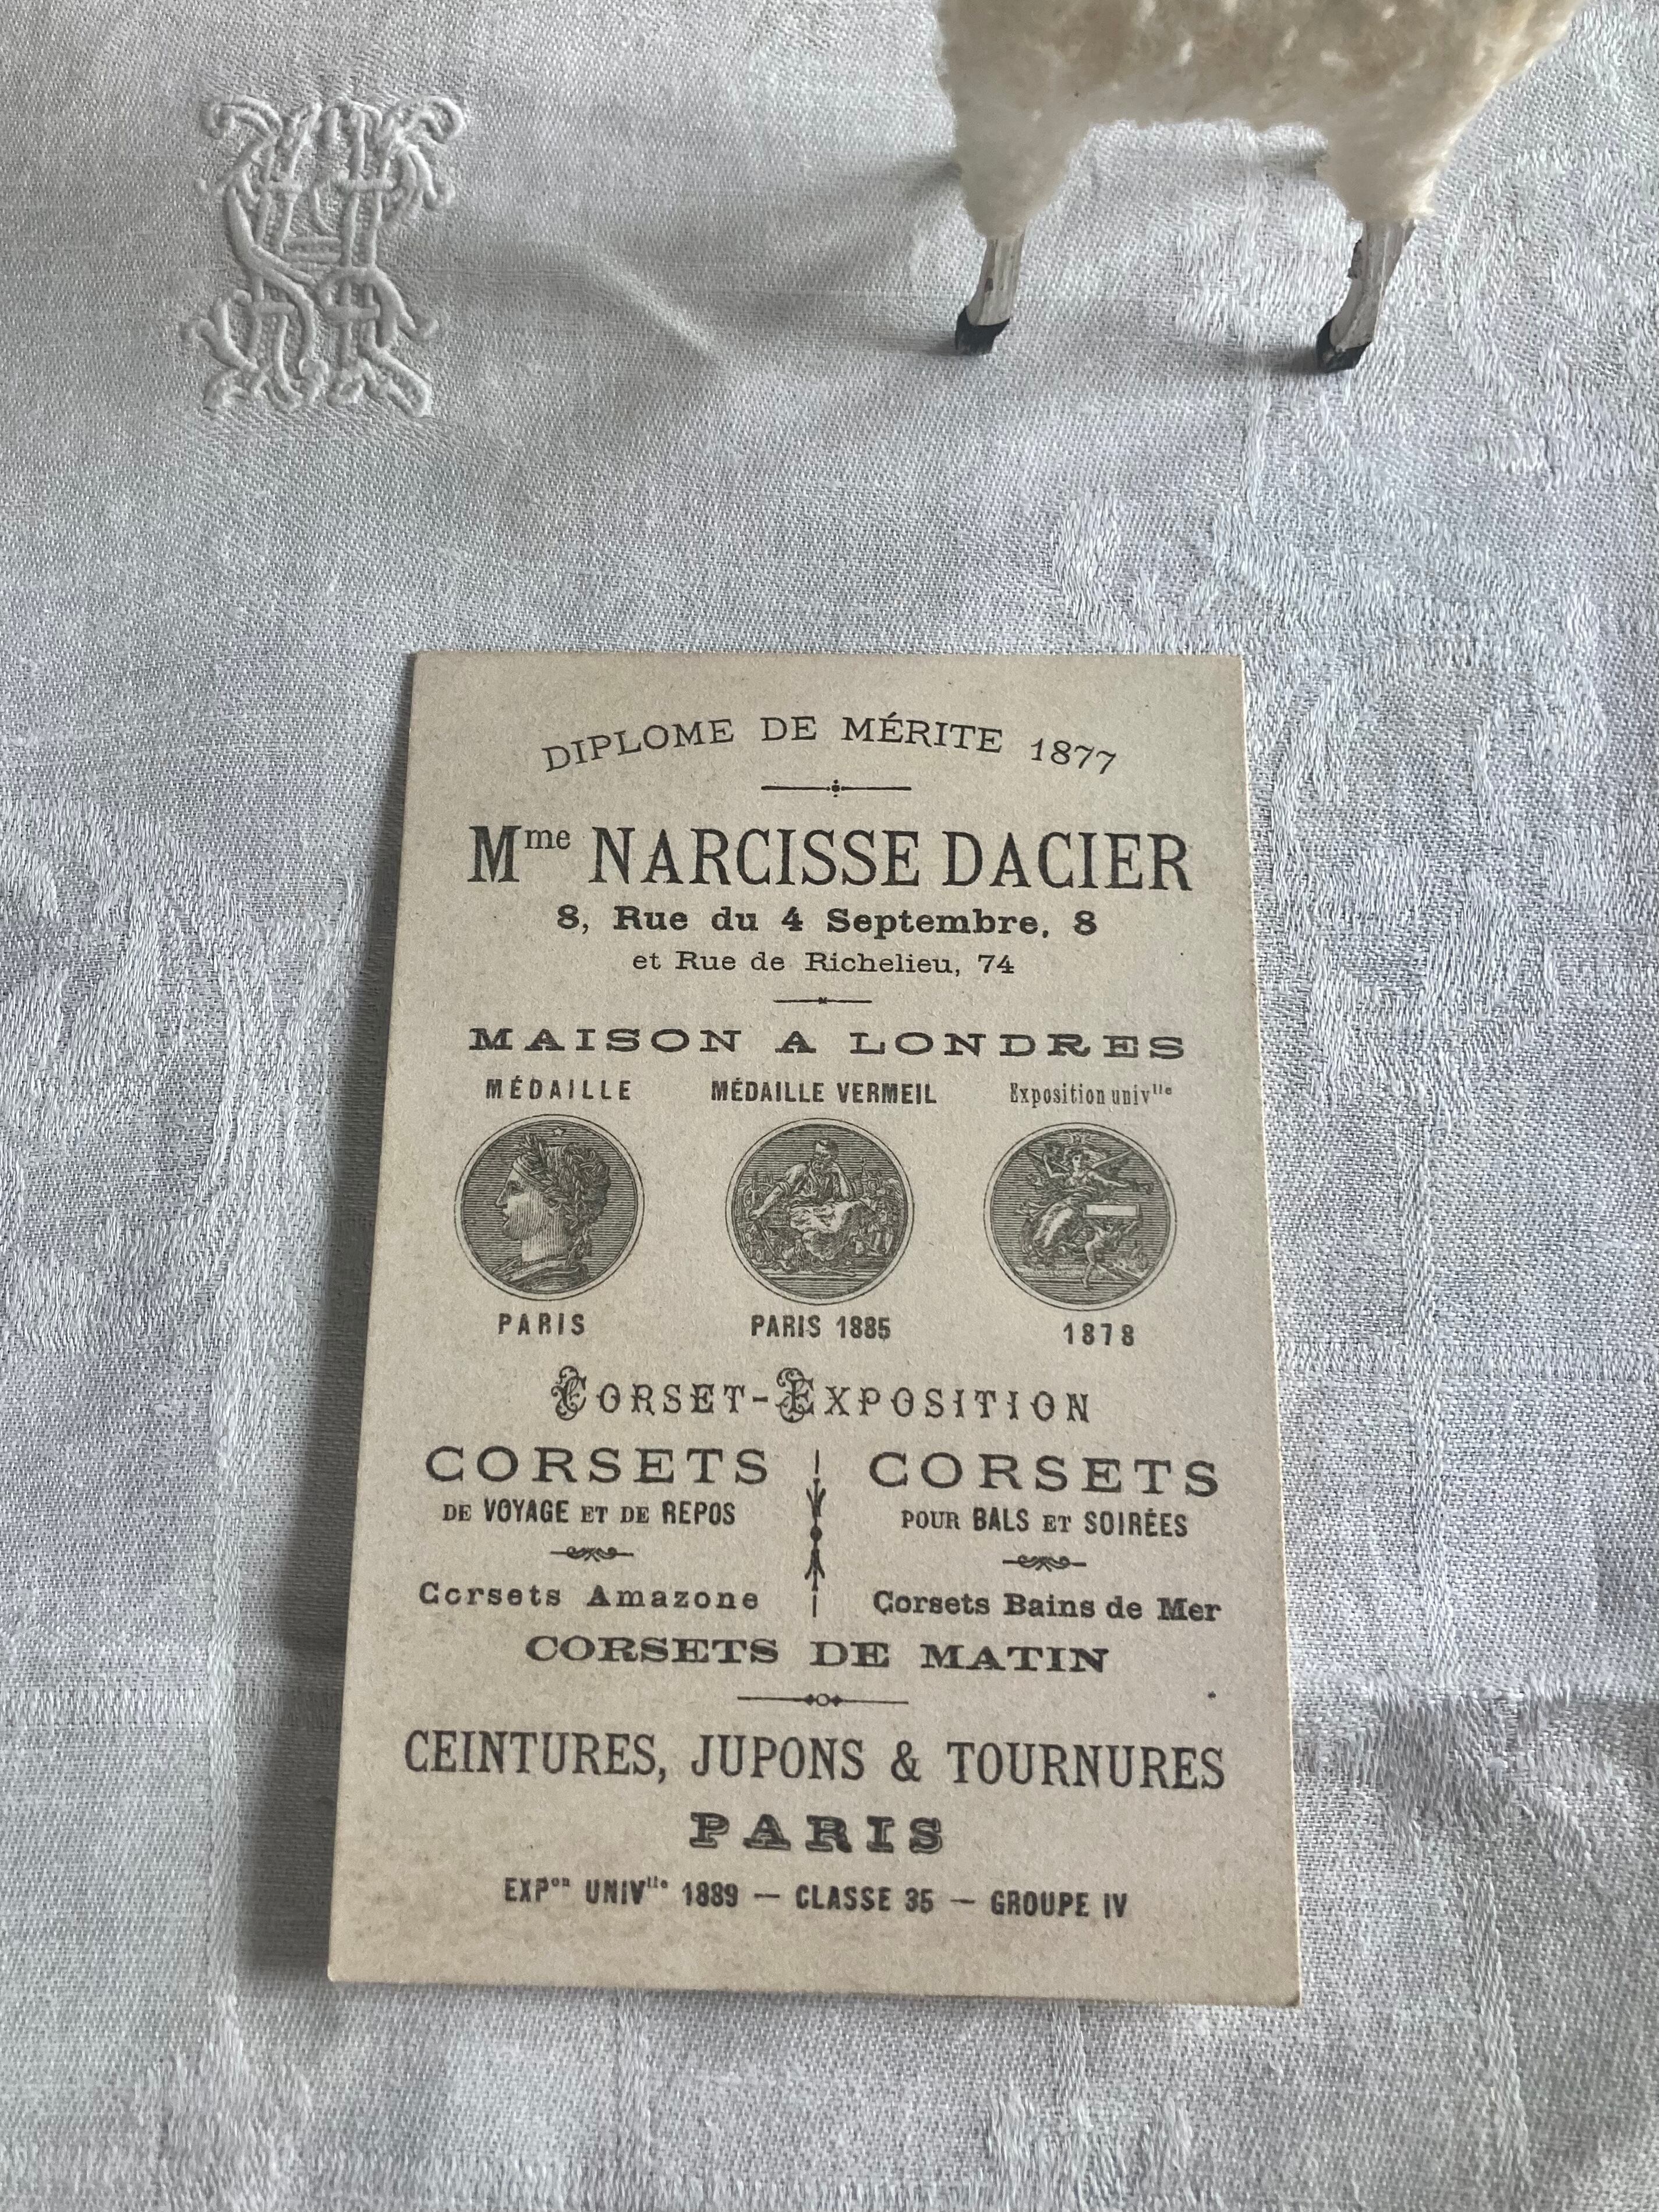 DIPLOME DE MÉRITE 1877
Mme NARCISSE DACIER
8, Rue du 4 Septembre, 8
et Rue de Richelieu, 74
MAISON A LONDRES
MÉDAILLE
PARIS
MÉDAILLE VERMEIL
PARIS 1885
Exposition univlle
1878
CORSET-EXPOSITION
CORSETS
DE VOYAGE ET DE REPOS
Corsets Amazone
CORSETS
POUR BALS ET SOIRÉES
Corsets Bains de Mer
CORSETS DE MATIN
CEINTURES, JUPONS & TOURNURES
PARIS
EXPon UNIVlle 1889 — CLASSE 35 — GROUPE IV